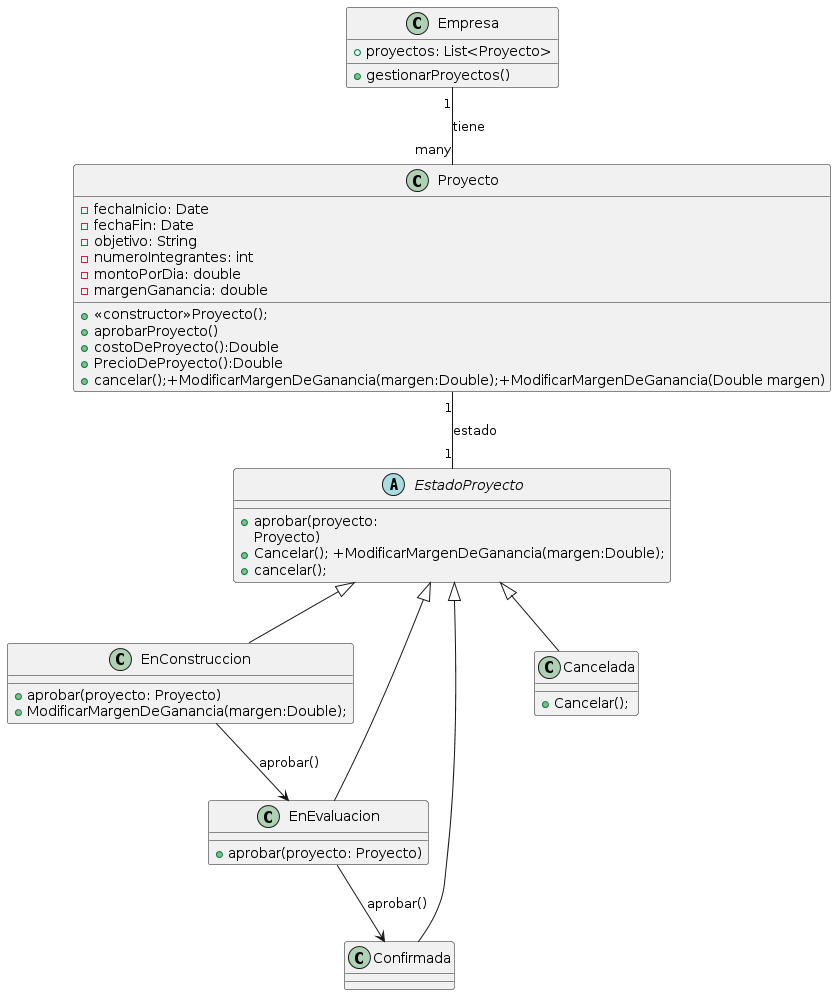 C Empresa
proyectos: List<Proyecto>
gestionarProyectos()
1
tiene
many
C Proyecto
fechaInicio: Date
fechaFin: Date
objetivo: String
numeroIntegrantes: int
montoPorDia: double
margenGanancia: double
«constructor»Proyecto();
aprobarProyecto()
costoDeProyecto():Double
PrecioDeProyecto():Double
cancelar();+ModificarMargenDeGanancia(margen:Double);+ModificarMargenDeGanancia(Double margen)
1
estado
1
A EstadoProyecto
aprobar(proyecto:
Proyecto)
Cancelar(); +ModificarMargenDeGanancia(margen:Double);
cancelar();
C EnConstruccion
aprobar(proyecto: Proyecto)
ModificarMargenDeGanancia(margen:Double);
C Cancelada
Cancelar();
aprobar()
C EnEvaluacion
aprobar(proyecto: Proyecto)
aprobar()
C Confirmada